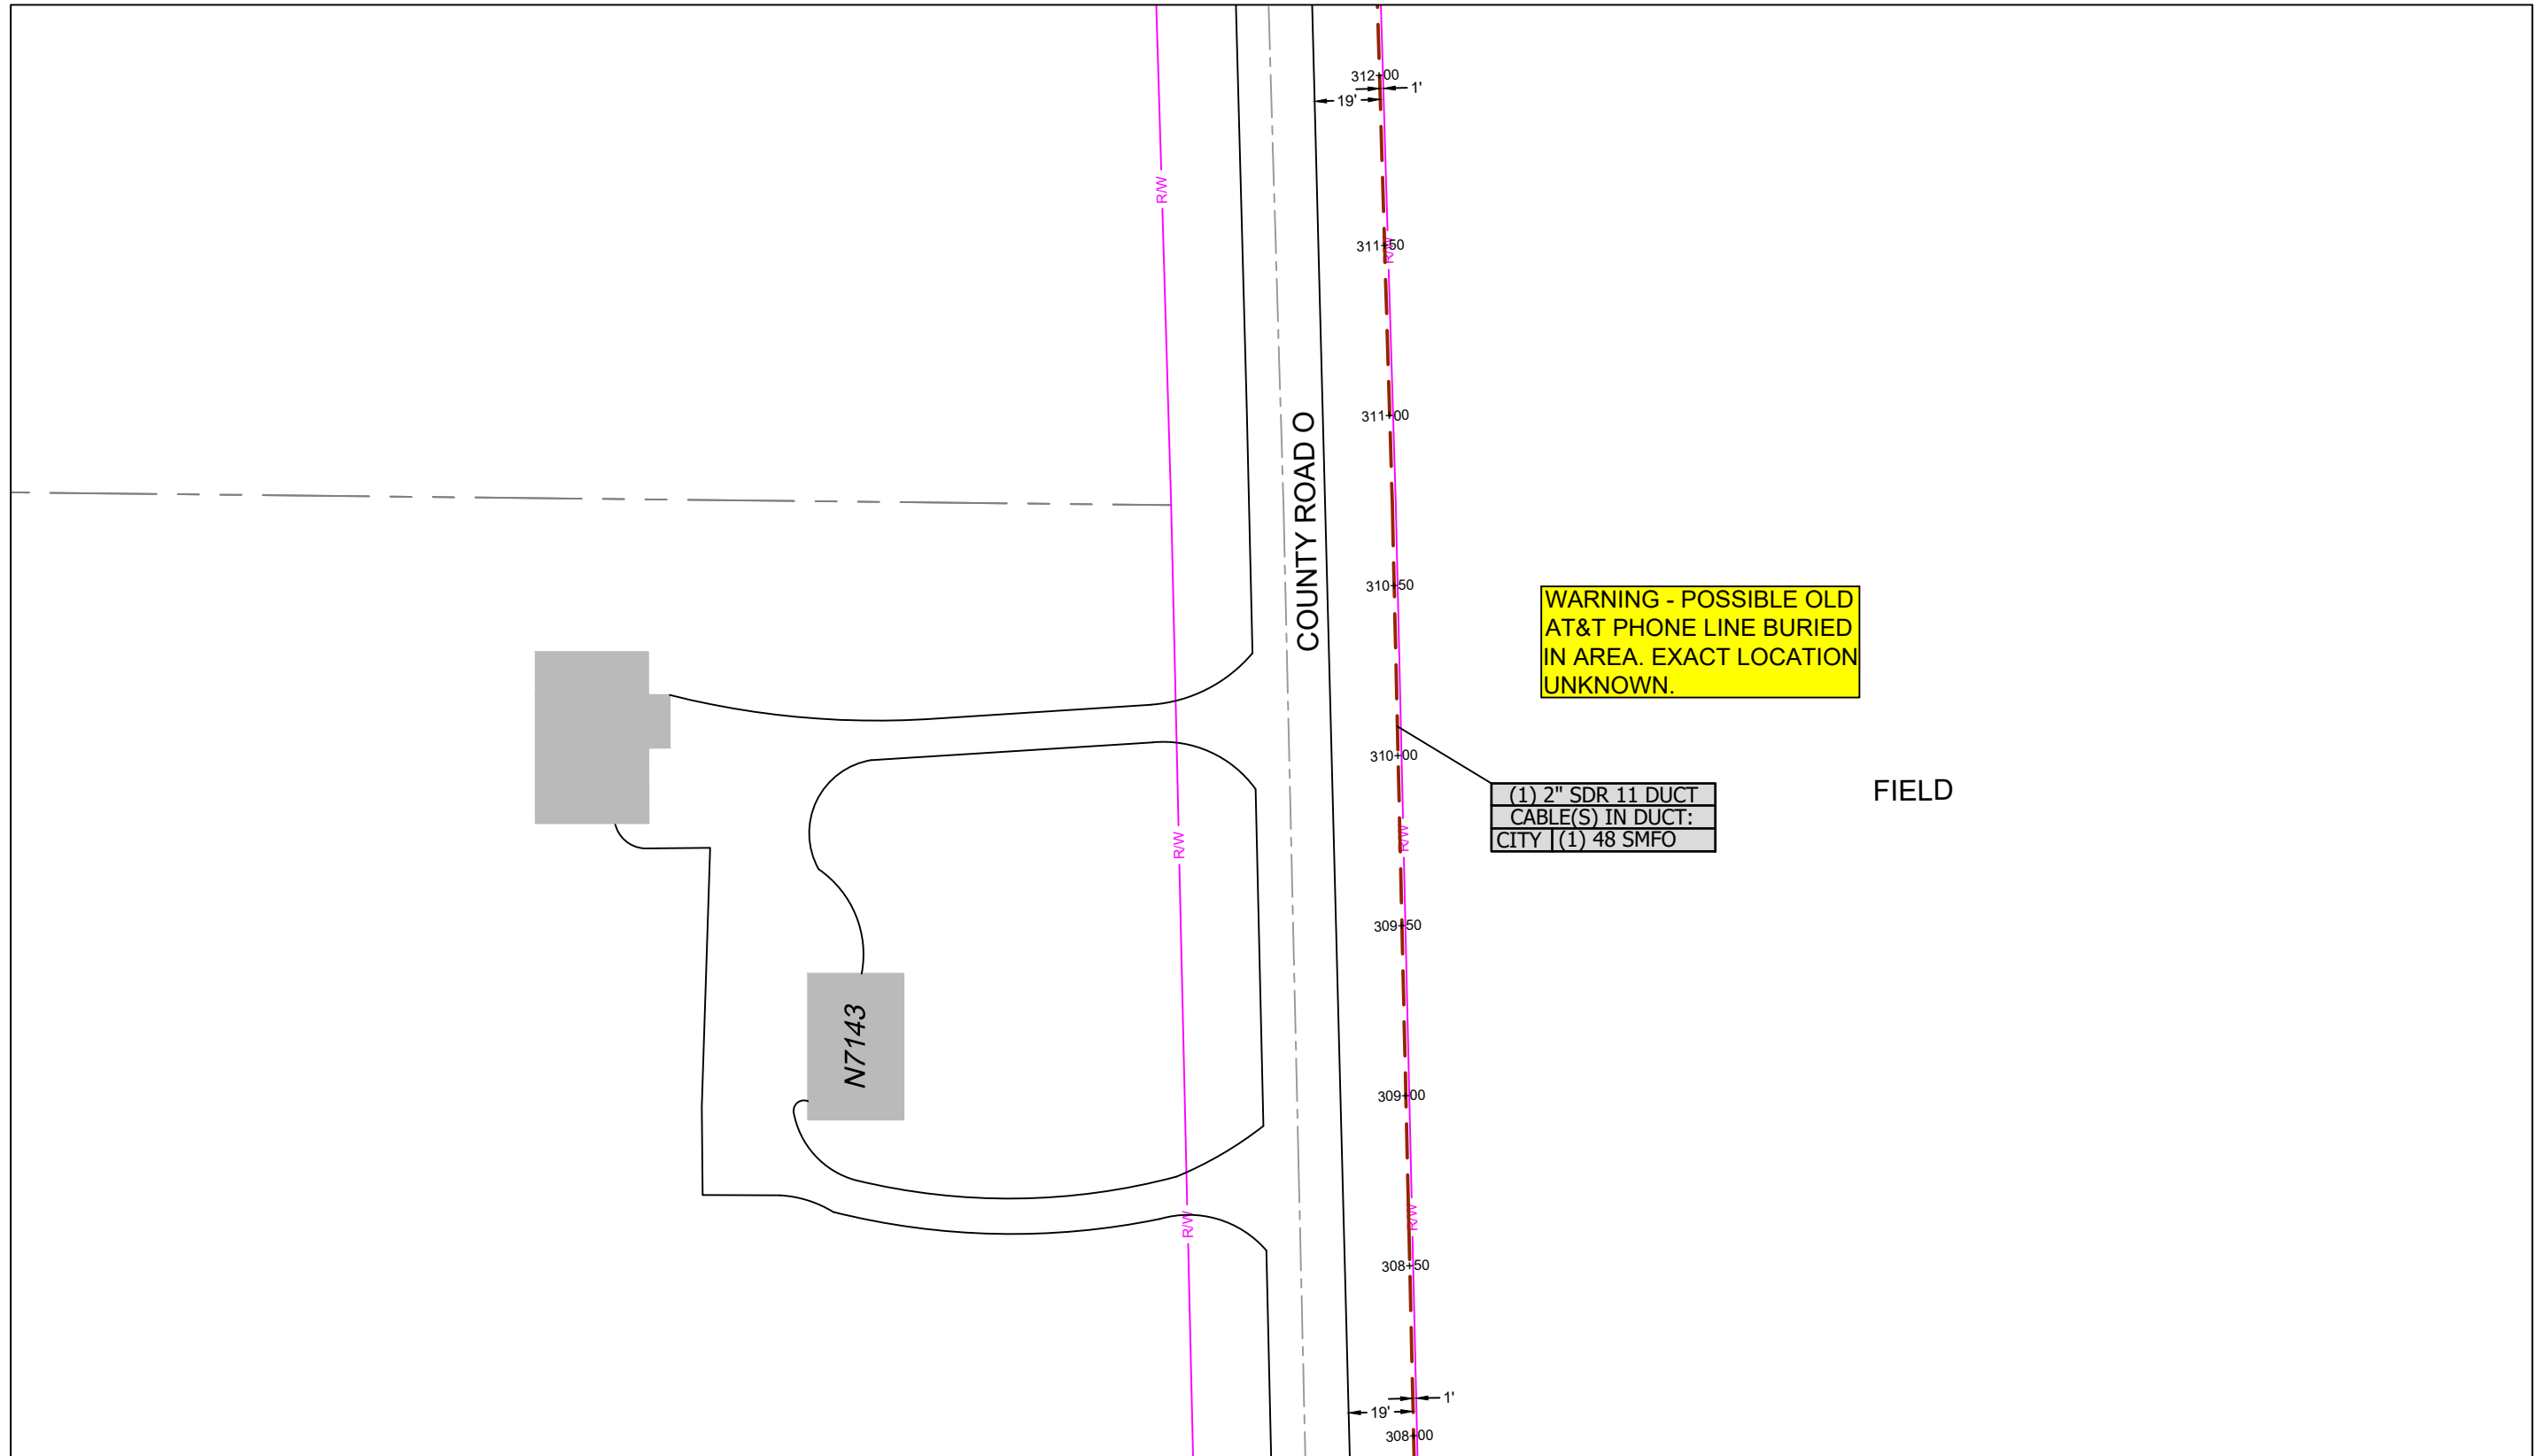 312+00
1'
19'
R/W
311+50
R/W
311+00
COUNTY ROAD O
310+50
WARNING - POSSIBLE OLD
AT&T PHONE LINE BURIED
IN AREA. EXACT LOCATION
UNKNOWN.
310+00
FIELD
(1) 2" SDR 11 DUCT
CABLE(S) IN DUCT:
CITY (1) 48 SMFO
R/W
R/W
309+50
N7143
309+00
R/W
R/W
308+50
1'
19'
308+00